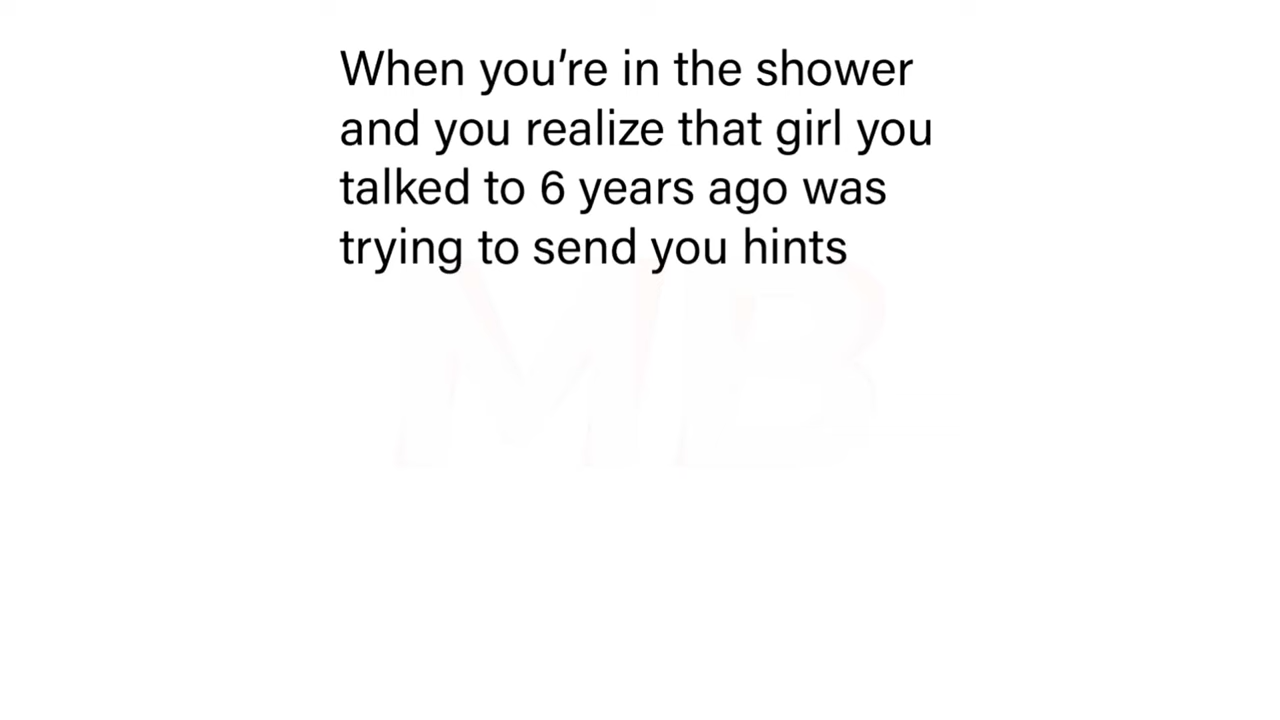 When you’re in the shower
and you realize that girl you
talked to 6 years ago was
trying to send you hints
MB